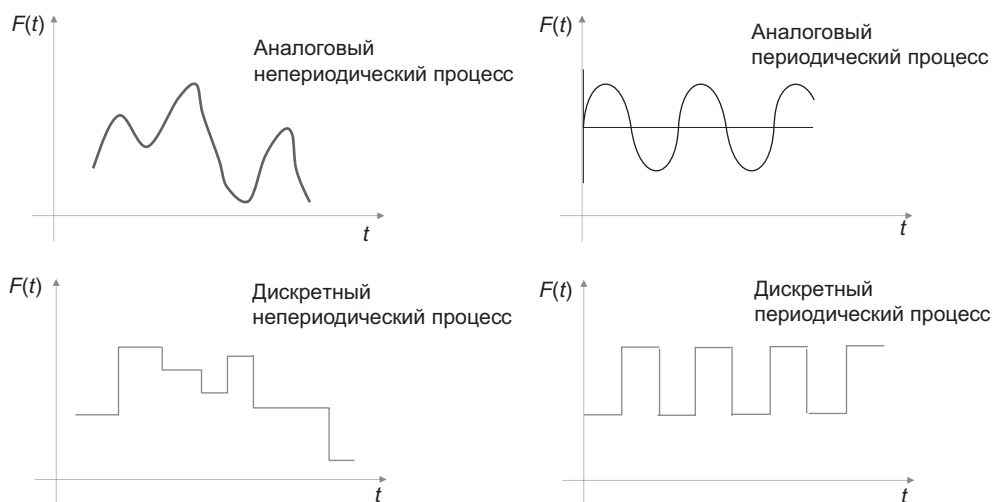 F(t)
Аналоговый
непериодический процесс
t
F(t)
Аналоговый
периодический процесс
t
F(t)
Дискретный
непериодический процесс
t
F(t)
Дискретный
периодический процесс
t